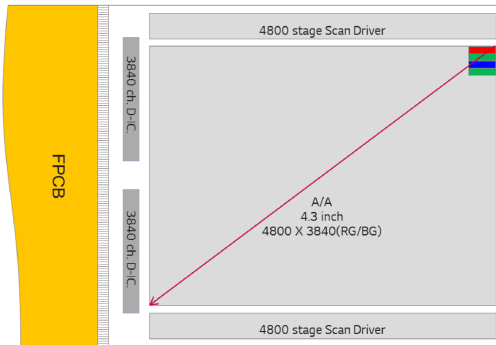 4800 stage Scan Driver
3840 ch. D-IC.
FPCB
A/A
4.3 inch
4800 X 3840(RG/BG)
3840 ch. D-IC.
4800 stage Scan Driver